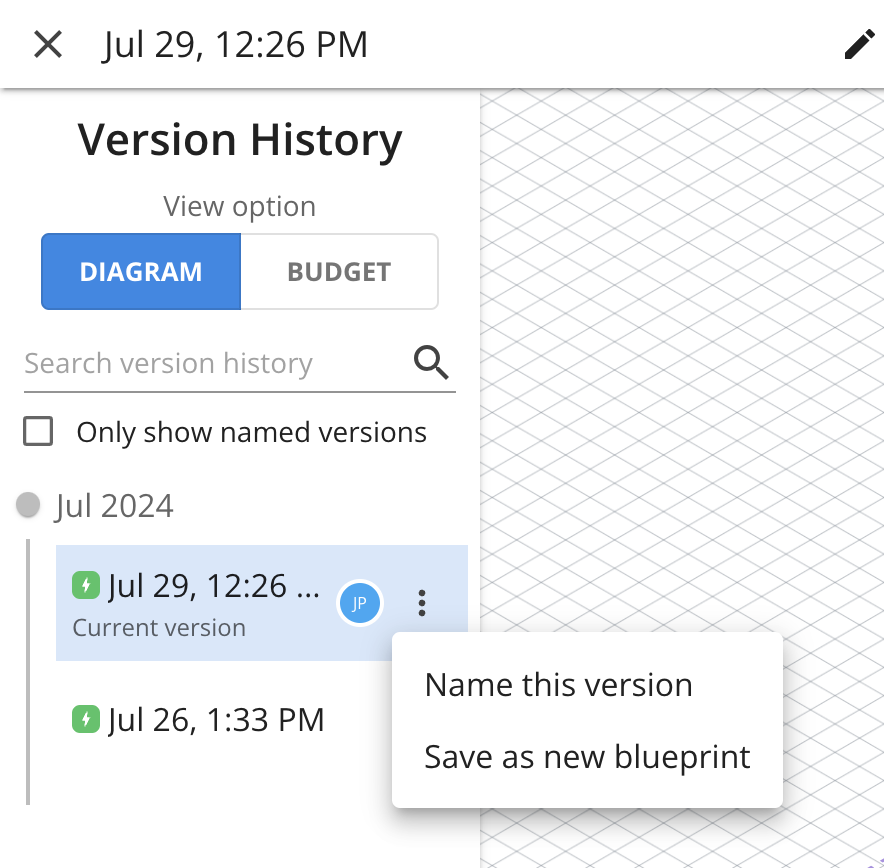 Jul 29, 12:26 PM
Version History
View option
DIAGRAM BUDGET
Search version history
Only show named versions
Jul 2024
Jul 29, 12:26 ...
JP
Current version
Name this version
Jul 26, 1:33 PM
Save as new blueprint